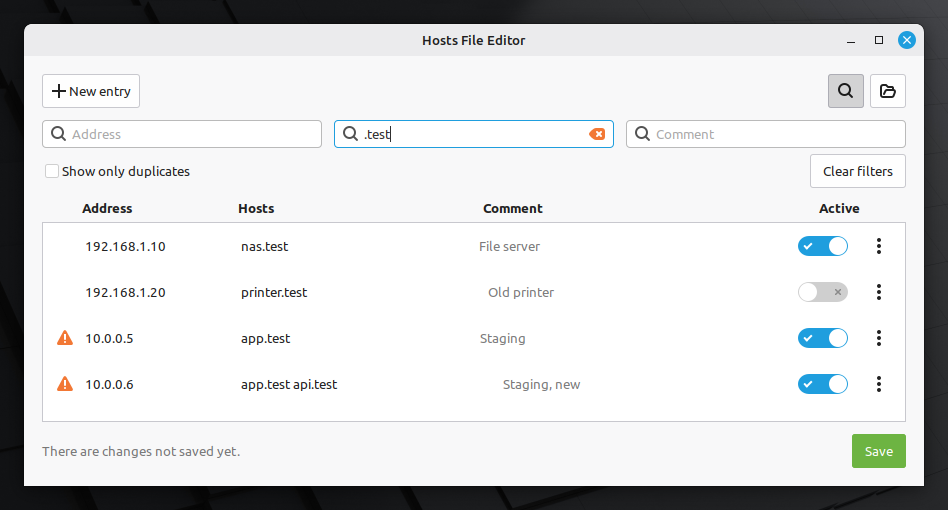 Hosts File Editor
New entry
Address
.test
Comment
Show only duplicates
Clear filters
Address Hosts Comment Active
192.168.1.10 nas.test File server
192.168.1.20 printer.test Old printer
10.0.0.5 app.test Staging
10.0.0.6 app.test api.test Staging, new
There are changes not saved yet.
Save